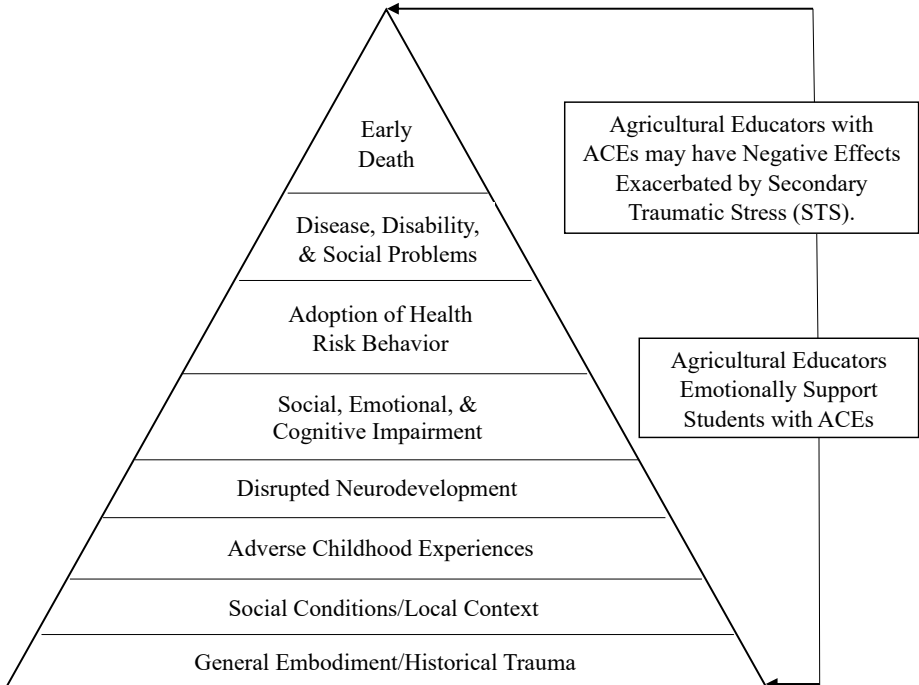 Early
Death
Disease, Disability,
& Social Problems
Adoption of Health
Risk Behavior
Social, Emotional, &
Cognitive Impairment
Disrupted Neurodevelopment
Adverse Childhood Experiences
Social Conditions/Local Context
General Embodiment/Historical Trauma
Agricultural Educators with
ACEs may have Negative Effects
Exacerbated by Secondary
Traumatic Stress (STS).
Agricultural Educators
Emotionally Support
Students with ACEs